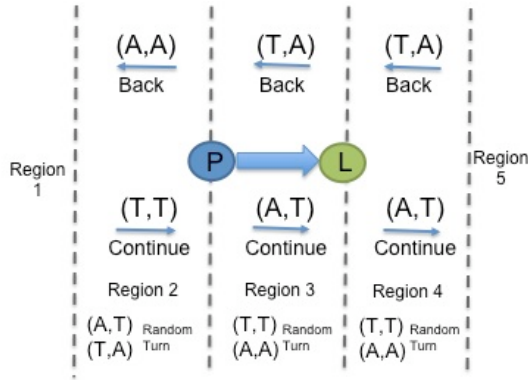 (A,A) (T,A) (T,A)
Back Back Back
P L
Region 1
Region 5
(T,T) (A,T) (A,T)
Continue Continue Continue
Region 2 Region 3 Region 4
(A,T) Random (T,T) Random (T,T) Random
(T,A) Turn (A,A) Turn (A,A) Turn